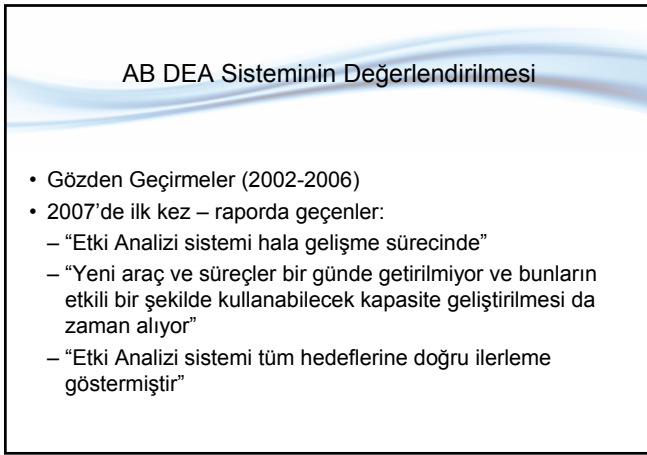 AB DEA Sisteminin Değerlendirilmesi
• Gözden Geçirmeler (2002-2006)
• 2007’de ilk kez – raporda geçenler:
– “Etki Analizi sistemi hala gelişme sürecinde”
– “Yeni araç ve süreçler bir günde getirilmiyor ve bunların
etkili bir şekilde kullanabilecek kapasite geliştirilmesi da
zaman alıyor”
– “Etki Analizi sistemi tüm hedeflerine doğru ilerleme
göstermiştir”